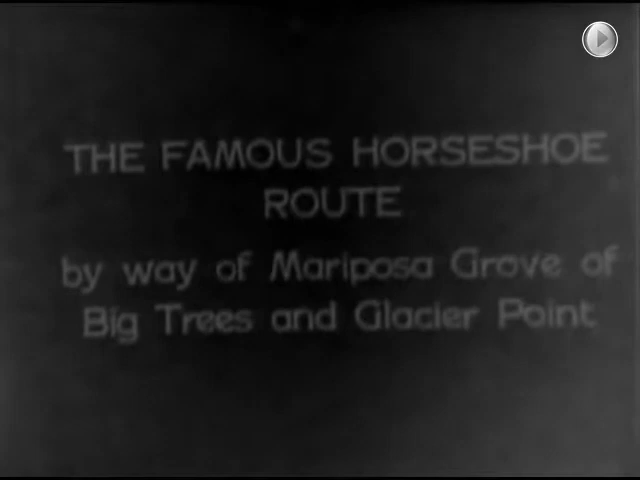 THE FAMOUS HORSESHOE
ROUTE
by way of Mariposa Grove of
Big Trees and Glacier Point